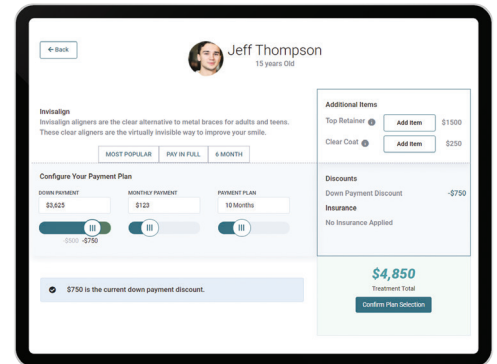 ← Back
Jeff Thompson
15 years Old
Invisalign
Invisalign aligners are the clear alternative to metal braces for adults and teens.
These clear aligners are the virtually invisible way to improve your smile.
MOST POPULAR
PAY IN FULL
6 MONTH
Configure Your Payment Plan
DOWN PAYMENT
MONTHLY PAYMENT
PAYMENT PLAN
$3,625
$123
10 Months
-$500 -$750
$750 is the current down payment discount.
Additional Items
Top Retainer
Add Item
$1500
Clear Coat
Add Item
$250
Discounts
Down Payment Discount
-$750
Insurance
No Insurance Applied
$4,850
Treatment Total
Confirm Plan Selection